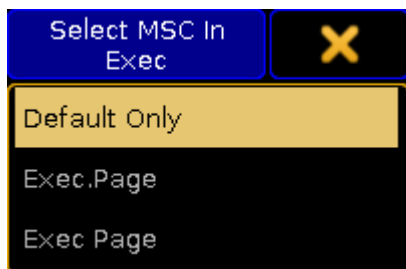 Select MSC In
Exec
Default Only
Exec.Page
Exec Page